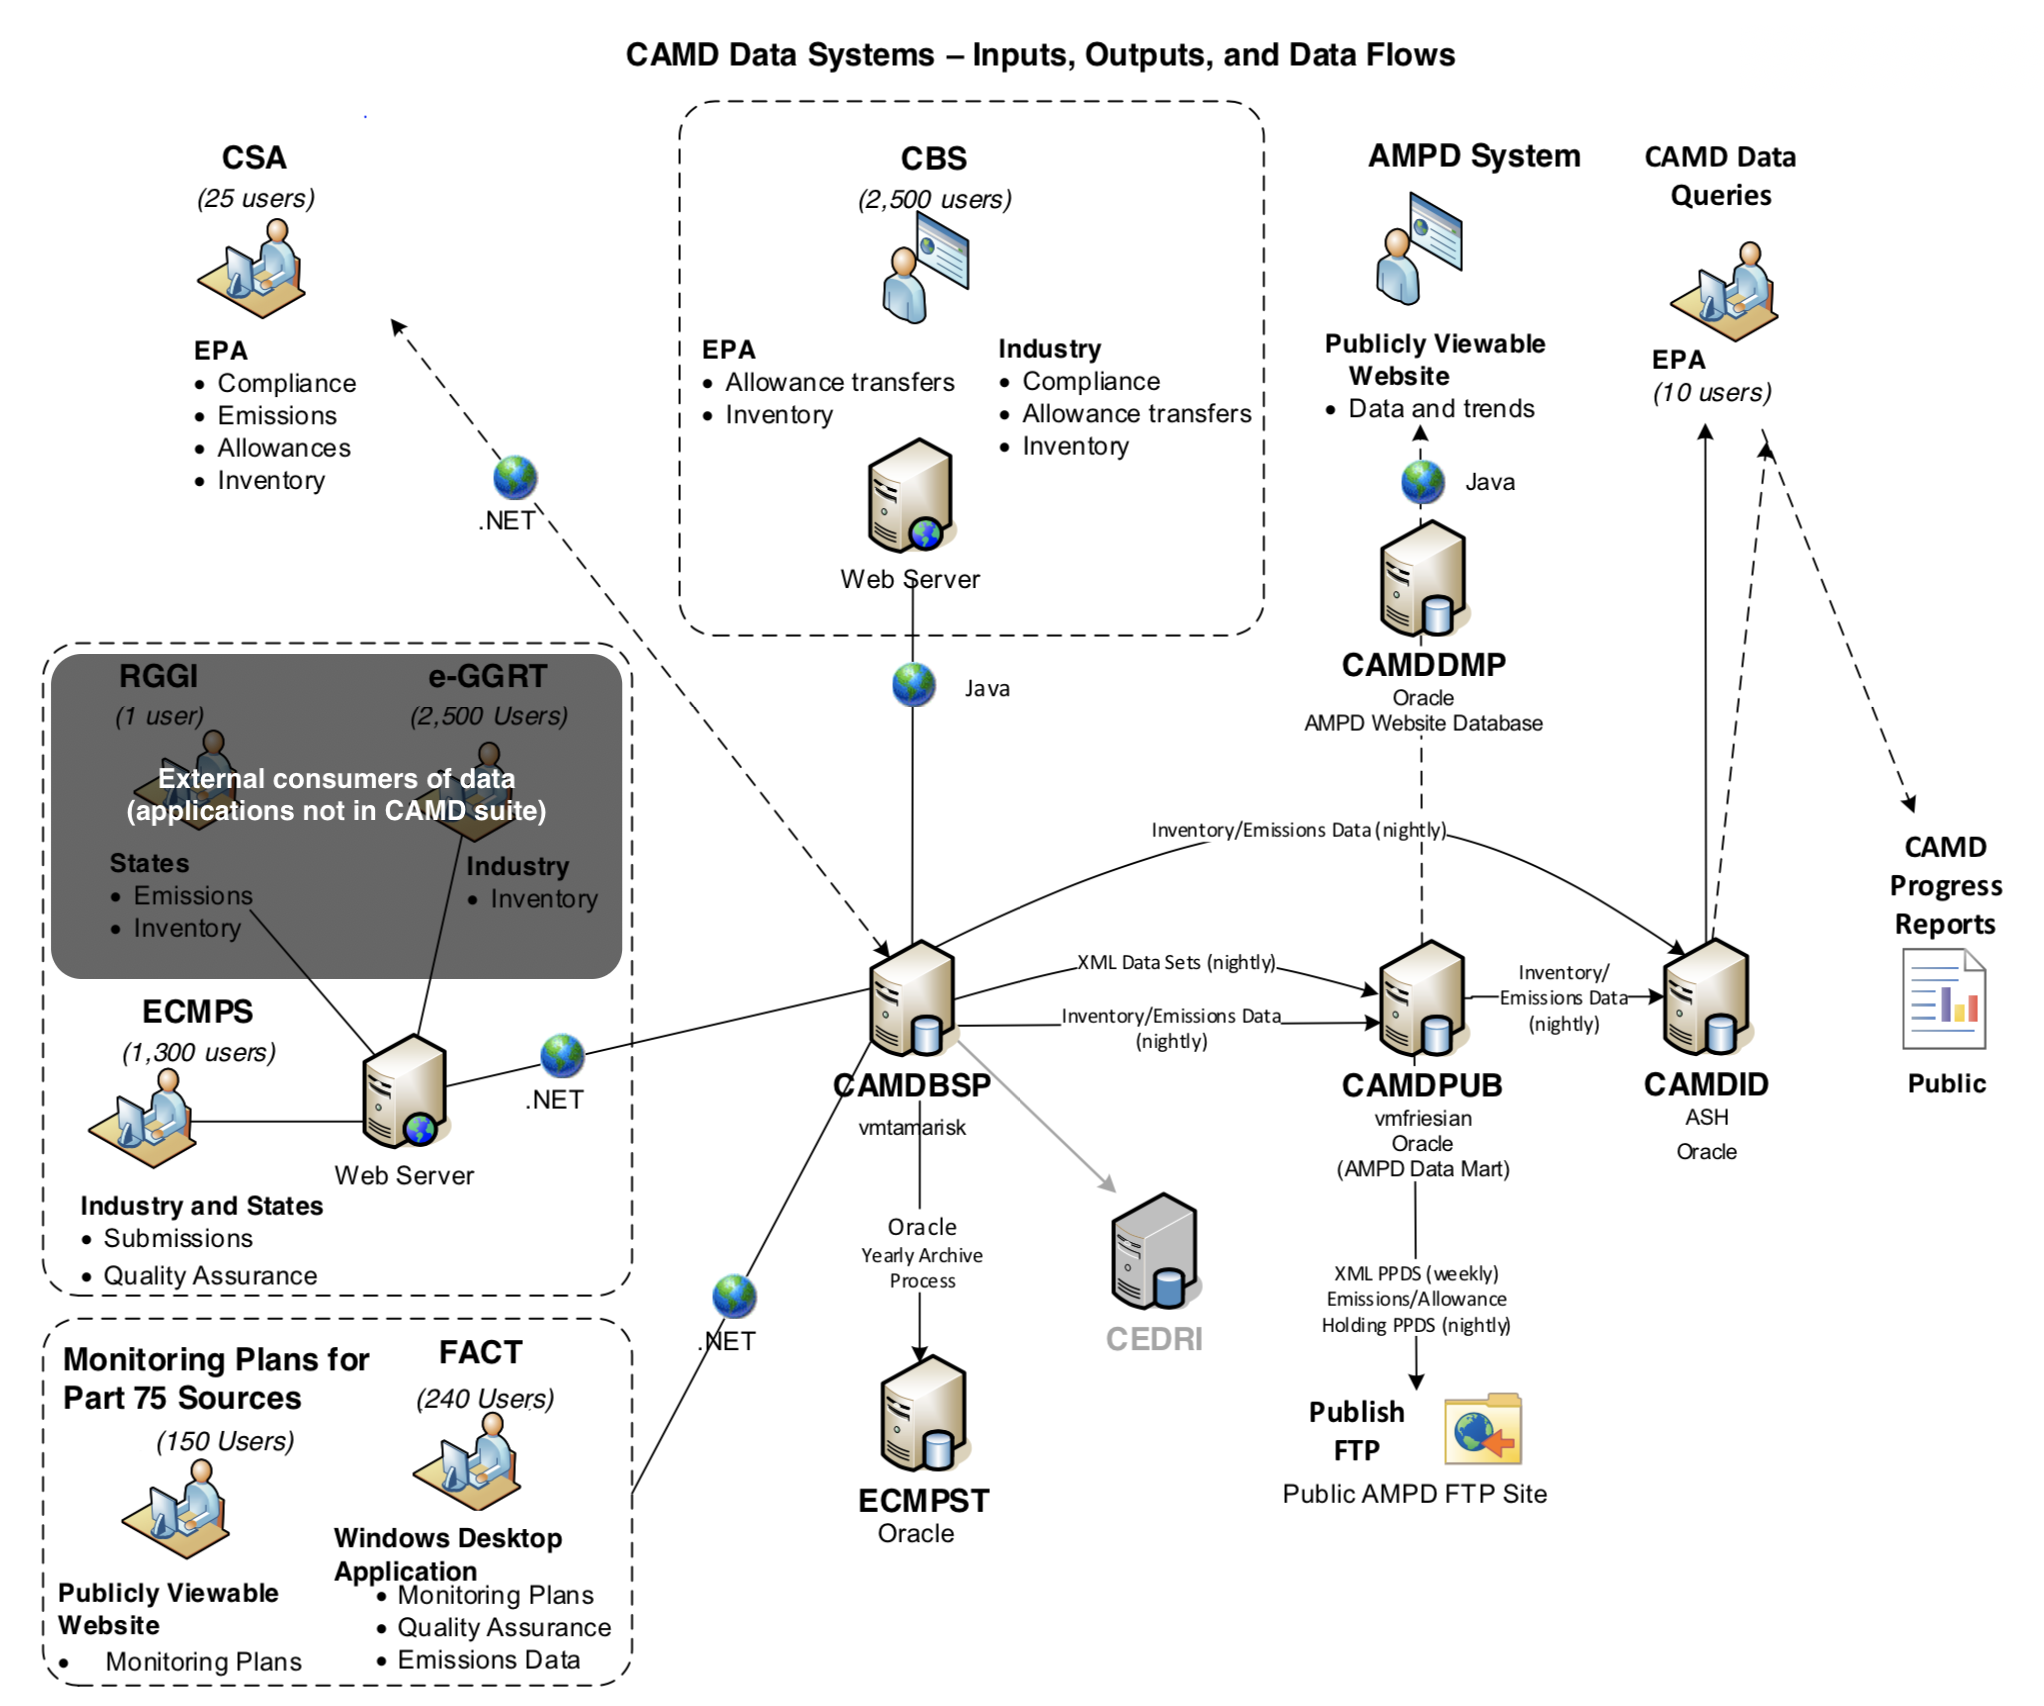 CAMD Data Systems – Inputs, Outputs, and Data Flows
CSA
(25 users)
EPA
• Compliance
• Emissions
• Allowances
• Inventory
.NET
CBS
(2,500 users)
EPA
• Allowance transfers
• Inventory
Industry
• Compliance
• Allowance transfers
• Inventory
Web Server
Java
AMPD System
Publicly Viewable
Website
• Data and trends
Java
CAMDDMP
Oracle
AMPD Website Database
CAMD Data
Queries
EPA
(10 users)
RGGI
(1 user)
e-GGRT
(2,500 Users)
External consumers of data
(applications not in CAMD suite)
States
• Emissions
• Inventory
Industry
• Inventory
ECMPS
(1,300 users)
Web Server
.NET
Industry and States
• Submissions
• Quality Assurance
Inventory/Emissions Data (nightly)
XML Data Sets (nightly)
Inventory/Emissions Data
(nightly)
Inventory/
Emissions Data
(nightly)
CAMDBSP
vmtamarisk
Oracle
Yearly Archive
Process
ECMPST
Oracle
CEDRI
CAMDPUB
vmfriesian
Oracle
(AMPD Data Mart)
XML PPDS (weekly)
Emissions/Allowance
Holding PPDS (nightly)
Publish
FTP
Public AMPD FTP Site
CAMDID
ASH
Oracle
CAMD
Progress
Reports
Public
Monitoring Plans for
Part 75 Sources
(150 Users)
Publicly Viewable
Website
• Monitoring Plans
FACT
(240 Users)
Windows Desktop
Application
• Monitoring Plans
• Quality Assurance
• Emissions Data
.NET